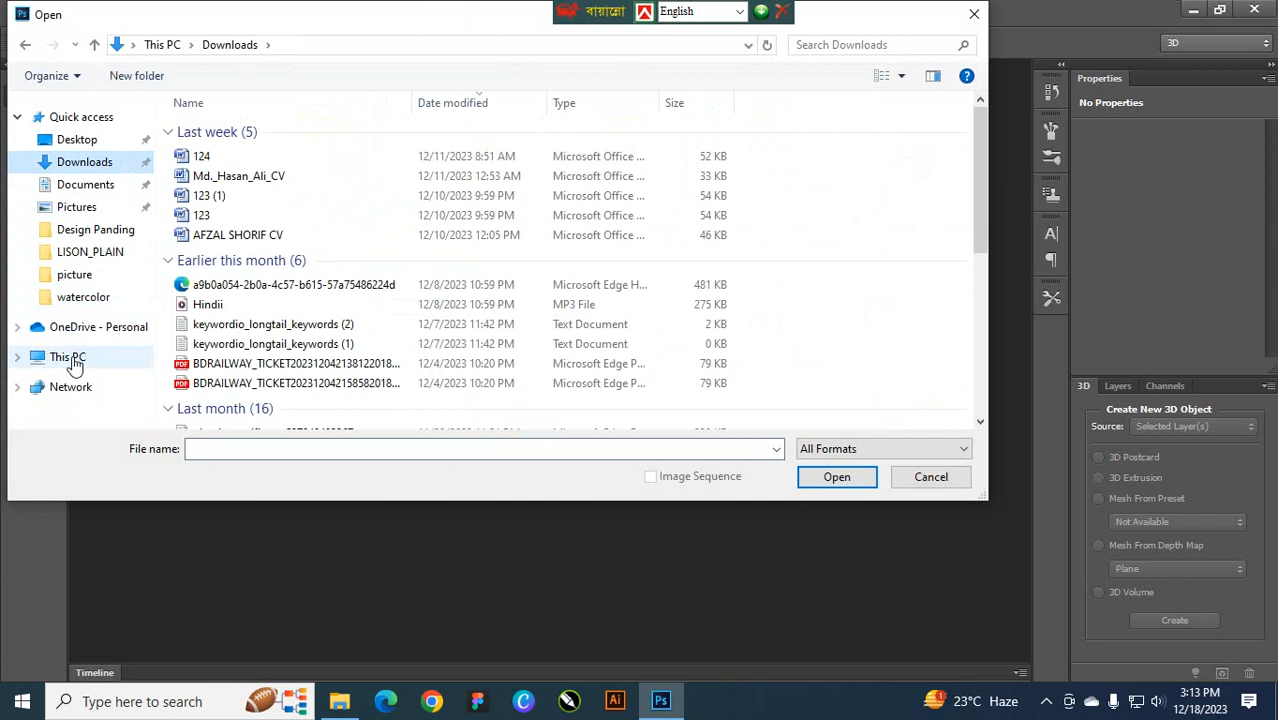 Open
বায়ান্নো
English
3D
This PC
Downloads
Search Downloads
Organize
New folder
Properties
No Properties
Name
Date modified
Type
Size
Quick access
Desktop
Downloads
Documents
Pictures
Design Panding
LISON_PLAIN
picture
watercolor
OneDrive - Personal
This PC
Network
Last week (5)
124 12/11/2023 8:51 AM Microsoft Office ... 52 KB
Md._Hasan_Ali_CV 12/11/2023 12:53 AM Microsoft Office ... 33 KB
123 (1) 12/10/2023 9:59 PM Microsoft Office ... 54 KB
123 12/10/2023 9:59 PM Microsoft Office ... 54 KB
AFZAL SHORIF CV 12/10/2023 12:05 PM Microsoft Office ... 46 KB
Earlier this month (6)
a9b0a054-2b0a-4c57-b615-57a75486224d 12/8/2023 10:59 PM Microsoft Edge H... 481 KB
Hindii 12/8/2023 10:59 PM MP3 File 275 KB
keywordio_longtail_keywords (2) 12/7/2023 11:42 PM Text Document 2 KB
keywordio_longtail_keywords (1) 12/7/2023 11:42 PM Text Document 0 KB
BDRAILWAY_TICKET202312042138122018... 12/4/2023 10:20 PM Microsoft Edge P... 79 KB
BDRAILWAY_TICKET202312042158582018... 12/4/2023 10:20 PM Microsoft Edge P... 79 KB
Last month (16)
File name:
All Formats
Image Sequence
Open
Cancel
3D
Layers
Channels
Create New 3D Object
Source: Selected Layer(s)
3D Postcard
3D Extrusion
Mesh From Preset
Not Available
Mesh From Depth Map
Plane
3D Volume
Create
Timeline
Type here to search
Ai
Ps
23°C Haze
3:13 PM
12/18/2023